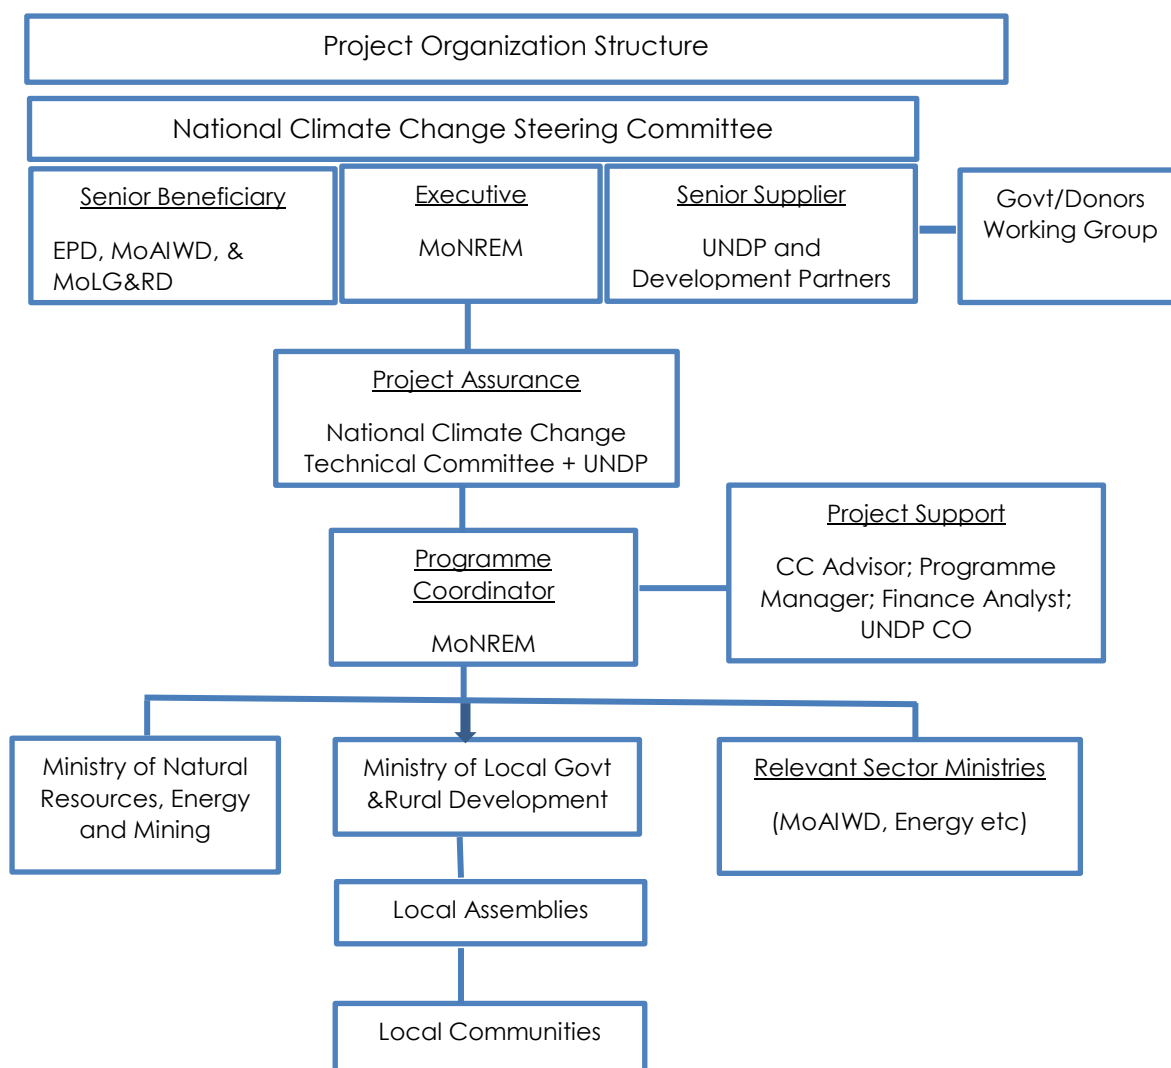 Project Organization Structure
National Climate Change Steering Committee
Senior Beneficiary
EPD, MoAIWD, &
MoLG&RD
Executive
MoNREM
Senior Supplier
UNDP and
Development Partners
Govt/Donors
Working Group
Project Assurance
National Climate Change
Technical Committee + UNDP
Programme
Coordinator
MoNREM
Project Support
CC Advisor; Programme
Manager; Finance Analyst;
UNDP CO
Ministry of Natural
Resources, Energy
and Mining
Ministry of Local Govt
&Rural Development
Relevant Sector Ministries
(MoAIWD, Energy etc)
Local Assemblies
Local Communities